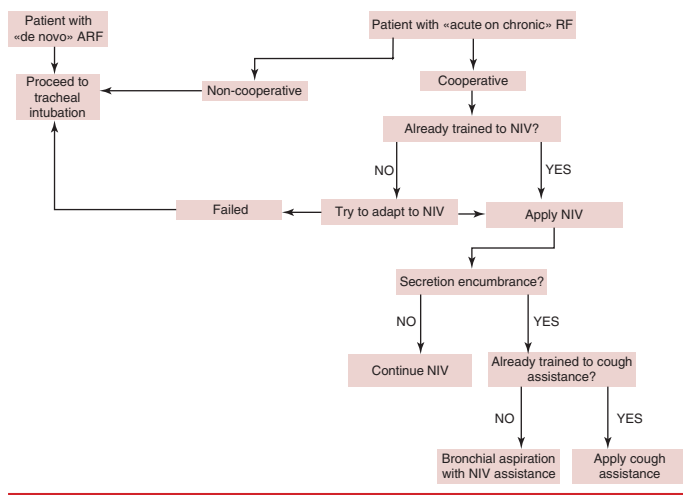 Patient with
«de novo» ARF
Patient with «acute on chronic» RF
Proceed to
tracheal
intubation
Non-cooperative
Cooperative
Already trained to NIV?
NO
YES
Failed
Try to adapt to NIV
Apply NIV
Secretion encumbrance?
NO
YES
Continue NIV
Already trained to cough
assistance?
NO
YES
Bronchial aspiration
with NIV assistance
Apply cough
assistance